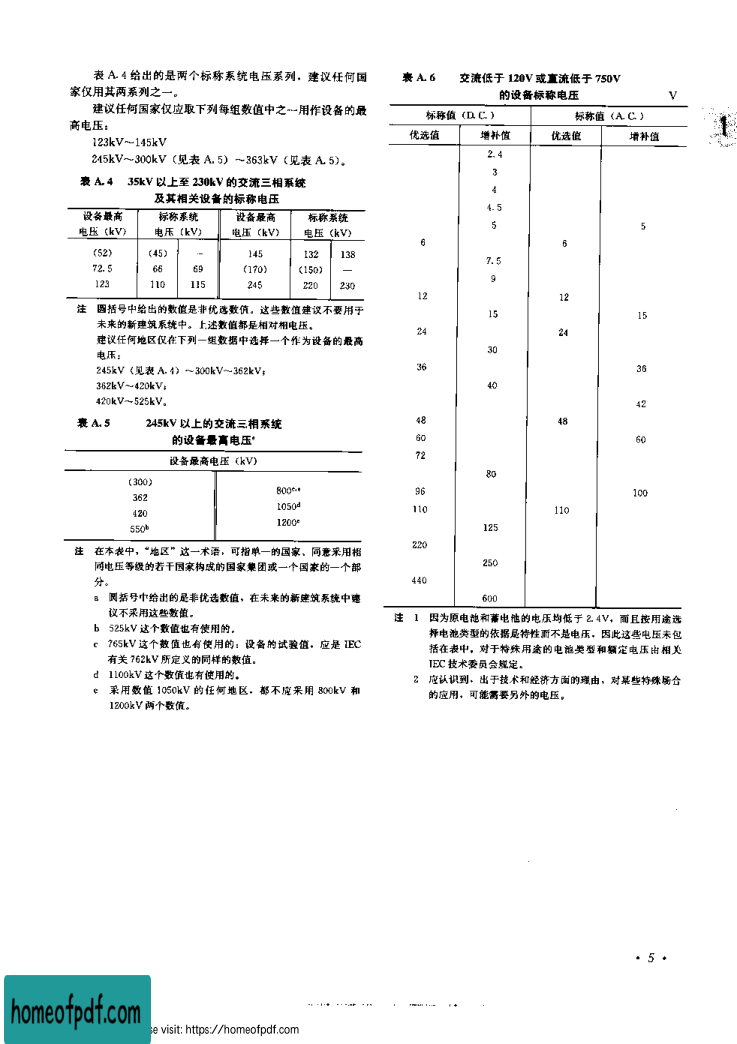 表 A.4 给出的是两个标称系统电压系列。建议任何国
家仅用其两系列之一。
建议任何国家仅应取下列每组数值中之一用作设备的最
高电压：
123kV～145kV
245kV～300kV（见表 A.5）～363kV（见表 A.5）。
表 A.4 35kV 以上至 230kV 的交流三相系统
及其相关设备的标称电压
设备最高 标称系统 设备最高 标称系统
电压（kV） 电压（kV） 电压（kV） 电压（kV）
（52） （45） – 145 132 138
72.5 66 69 （170） （150） —
123 110 115 245 220 230
注 圆括号中给出的数值是非优选数值。这些数值建议不要用于
未来的新建筑系统中。上述数值都是相对相电压。
建议任何地区仅在下列一组数据中选择一个作为设备的最高
电压：
245kV（见表 A.4）～300kV～362kV；
362kV～420kV；
420kV～525kV。
表 A.5 245kV 以上的交流三相系统
的设备最高电压ᵃ
设备最高电压（kV）
（300）
362
420
550ᵇ
800ᶜ·ᵉ
1050ᵈ
1200ᵉ
注 在本表中，“地区”这一术语，可指单一的国家、同意采用相
同电压等级的若干国家构成的国家集团或一个国家的一个部
分。
a 圆括号中给出的是非优选数值，在未来的新建筑系统中建
议不采用这些数值。
b 525kV 这个数值也有使用的。
c 765kV 这个数值也有使用的；设备的试验值，应是 IEC
有关 762kV 所定义的同样的数值。
d 1100kV 这个数值也有使用的。
e 采用数值 1050kV 的任何地区，都不应采用 800kV 和
1200kV 两个数值。
表 A.6 交流低于 120V 或直流低于 750V
的设备标称电压 V
标称值（D.C.） 标称值（A.C.）
优选值 增补值 优选值 增补值
2.4
3
4
4.5
5 5
6 6
7.5
9
12 12
15 15
24 24
30
36 36
40
42
48 48
60 60
72
80
96 100
110 110
125
220
250
440
600
注 1 因为原电池和蓄电池的电压均低于 2.4V，而且按用途选
择电池类型的依据是特性而不是电压，因此这些电压未包
括在表中。对于特殊用途的电池类型和额定电压由相关
IEC 技术委员会规定。
2 应认识到，出于技术和经济方面的理由，对某些特殊场合
的应用，可能需要另外的电压。
1
· 5 ·
homeofpdf.com
se visit: https://homeofpdf.com